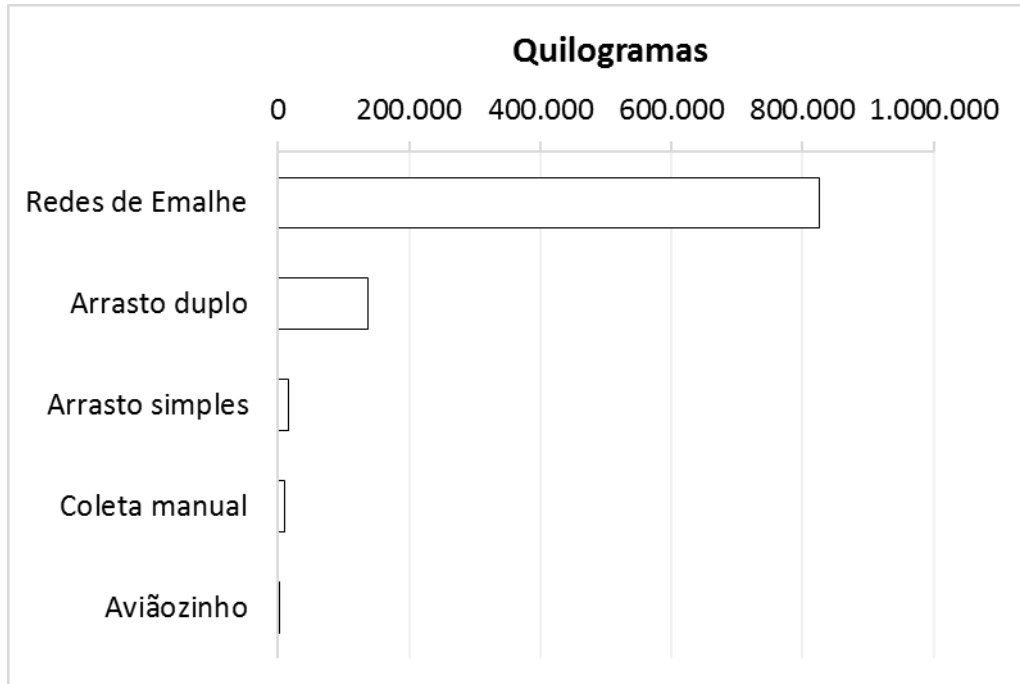 Quilogramas
0 200.000 400.000 600.000 800.000 1.000.000
Redes de Emalhe
Arrasto duplo
Arrasto simples
Coleta manual
Aviãozinho